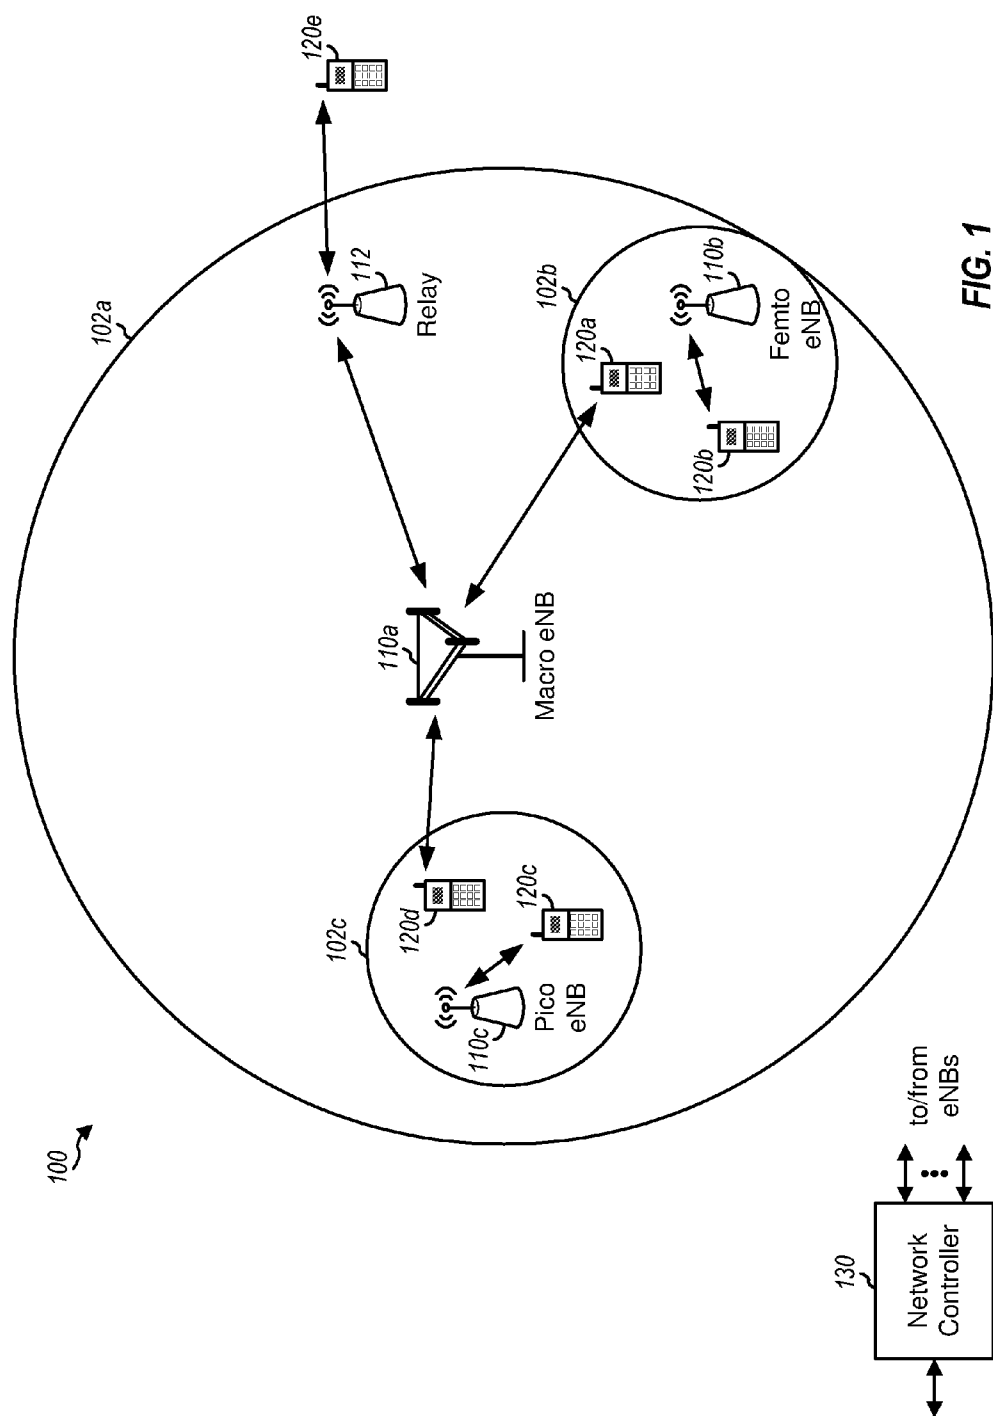 100
102a
120e
112
Relay
110a
Macro eNB
102b
120a
120b
110b
Femto
eNB
102c
120d
120c
110c
Pico
eNB
130
Network
Controller
to/from
eNBs
FIG. 1